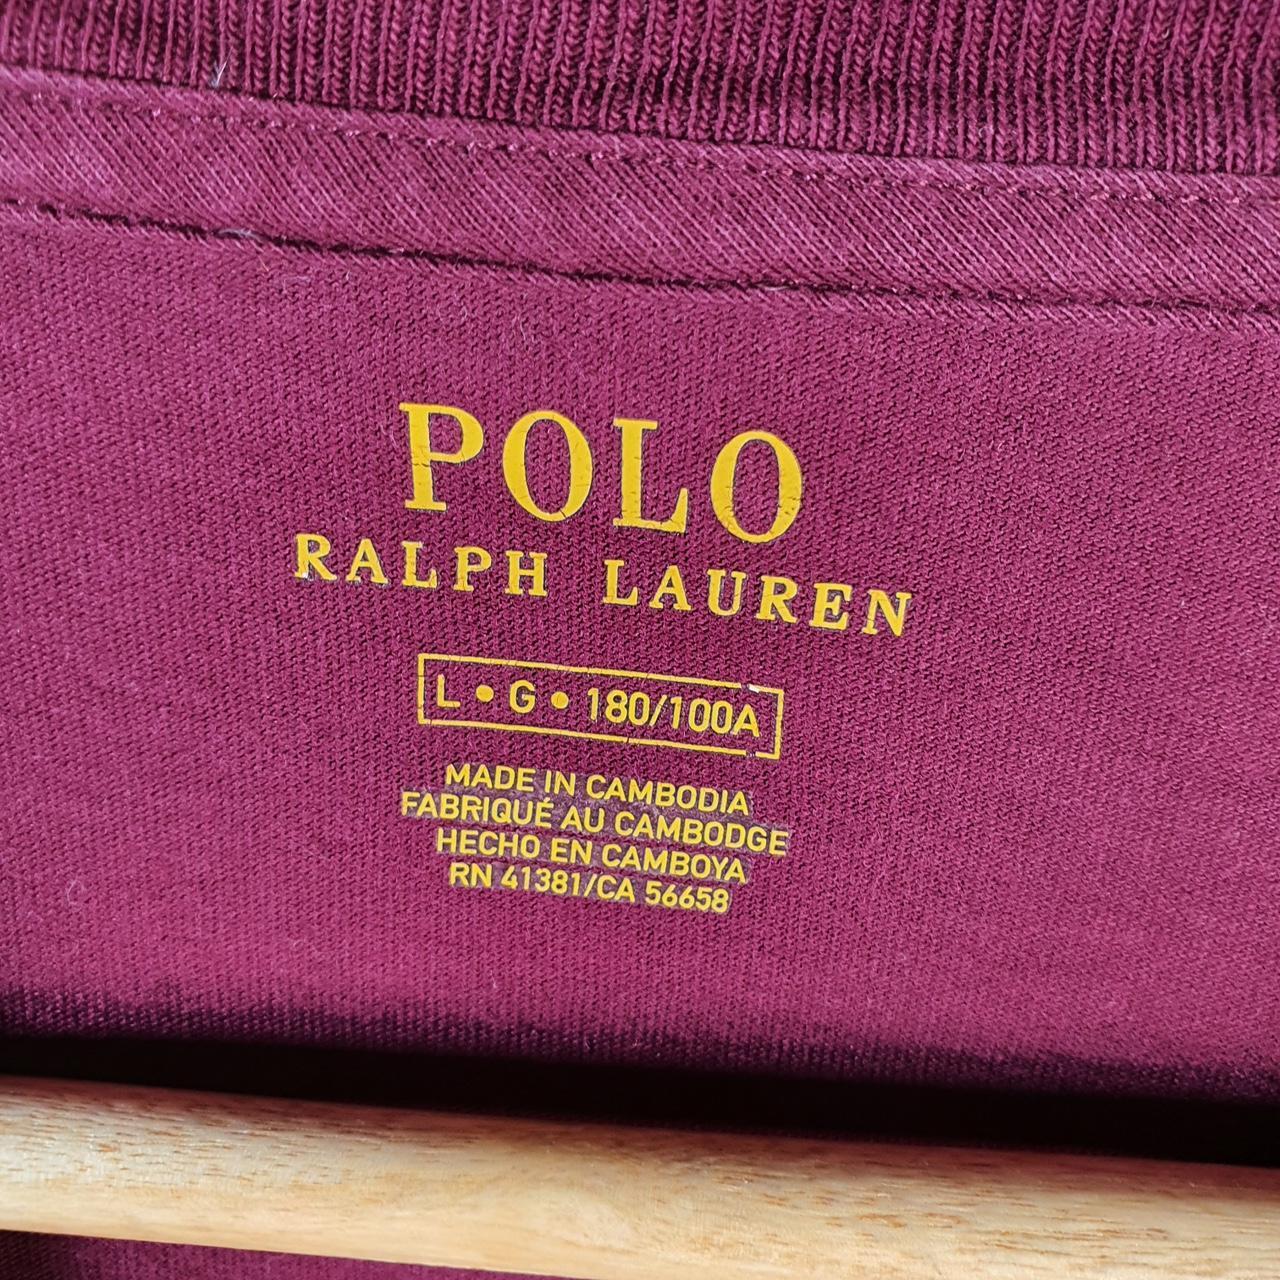 POLO
RALPH LAUREN
L • G • 180/100A
MADE IN CAMBODIA
FABRIQUÉ AU CAMBODGE
HECHO EN CAMBOYA
RN 41381/CA 56658